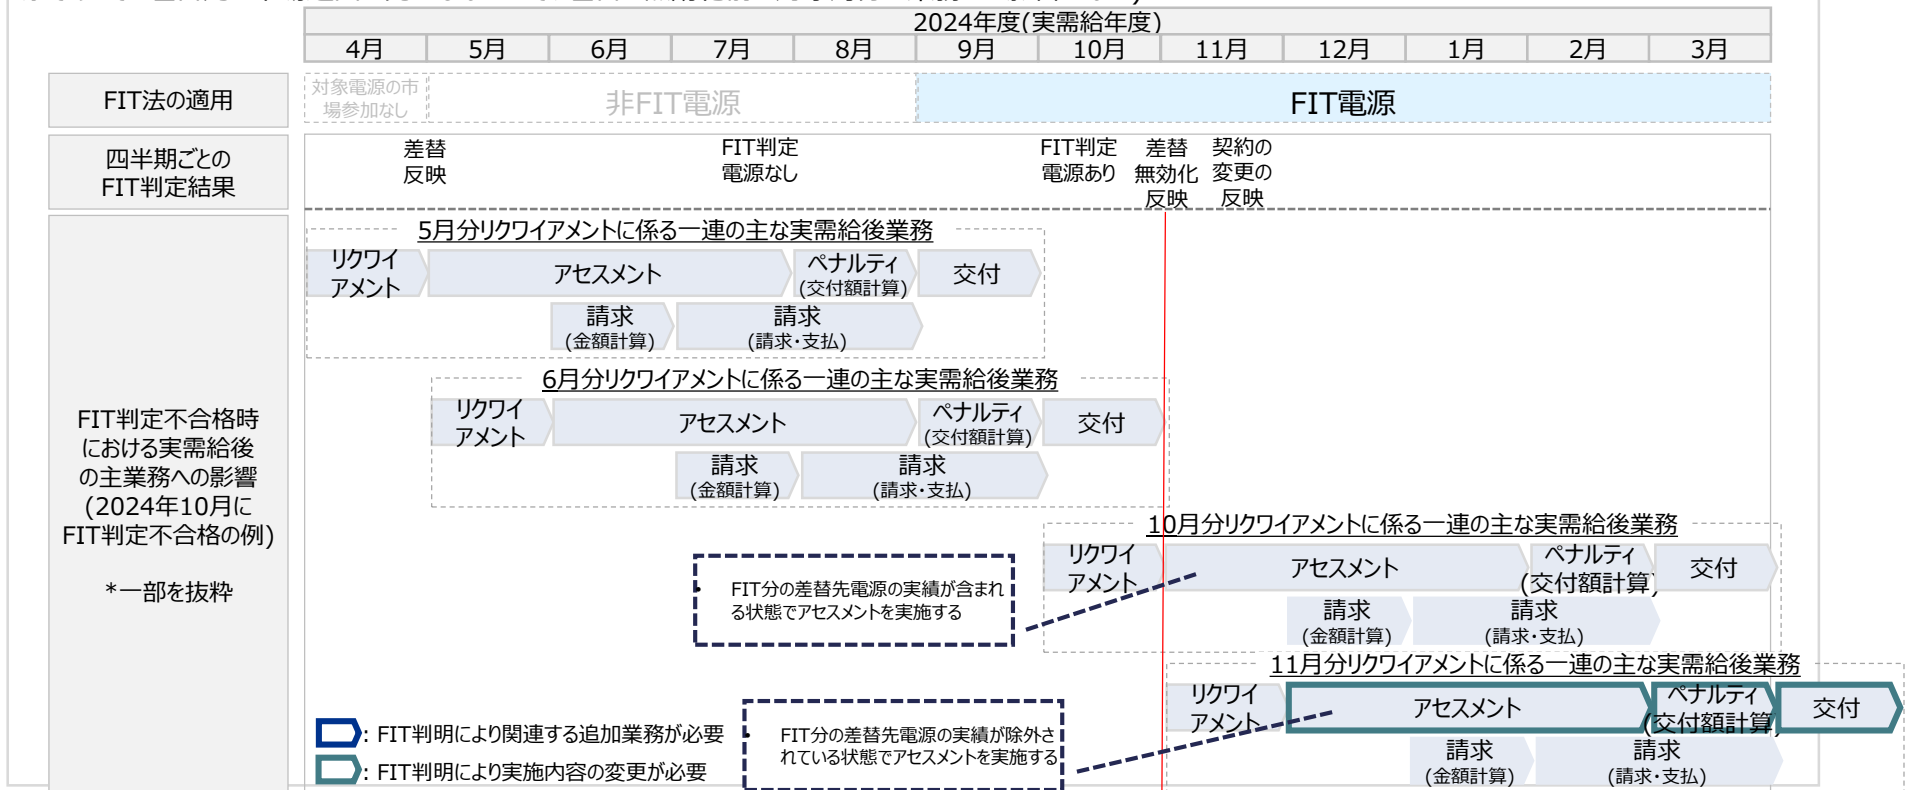 2024年度(実需給年度)
4月 5月 6月 7月 8月 9月 10月 11月 12月 1月 2月 3月
FIT法の適用
対象電源の市
場参加なし
非FIT電源
FIT電源
四半期ごとの
FIT判定結果
差替
反映
FIT判定
電源なし
FIT判定
電源あり
差替
無効化
反映
契約の
変更の
反映
FIT判定不合格時
における実需給後
の主業務への影響
(2024年10月に
FIT判定不合格の例)
*一部を抜粋
5月分リクワイアメントに係る一連の主な実需給後業務
リクワイ
アメント
アセスメント
ペナルティ
(交付額計算)
交付
請求
(金額計算)
請求
(請求・支払)
6月分リクワイアメントに係る一連の主な実需給後業務
リクワイ
アメント
アセスメント
ペナルティ
(交付額計算)
交付
請求
(金額計算)
請求
(請求・支払)
10月分リクワイアメントに係る一連の主な実需給後業務
リクワイ
アメント
アセスメント
ペナルティ
(交付額計算)
交付
請求
(金額計算)
請求
(請求・支払)
• FIT分の差替先電源の実績が含まれ
る状態でアセスメントを実施する
11月分リクワイアメントに係る一連の主な実需給後業務
リクワイ
アメント
アセスメント
ペナルティ
(交付額計算)
交付
請求
(金額計算)
請求
(請求・支払)
• FIT分の差替先電源の実績が除外さ
れている状態でアセスメントを実施する
: FIT判明により関連する追加業務が必要
: FIT判明により実施内容の変更が必要